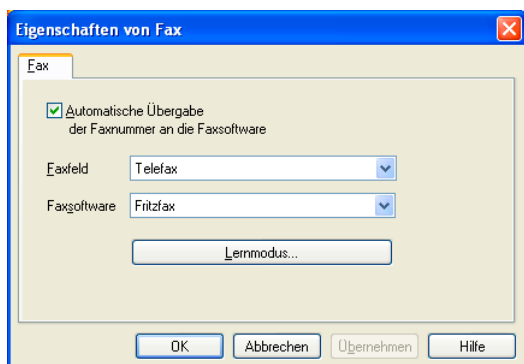 Eigenschaften von Fax
Fax
Automatische Übergabe
der Faxnummer an die Faxsoftware
Faxfeld Telefax
Faxsoftware Fritzfax
Lernmodus...
OK Abbrechen Übernehmen Hilfe